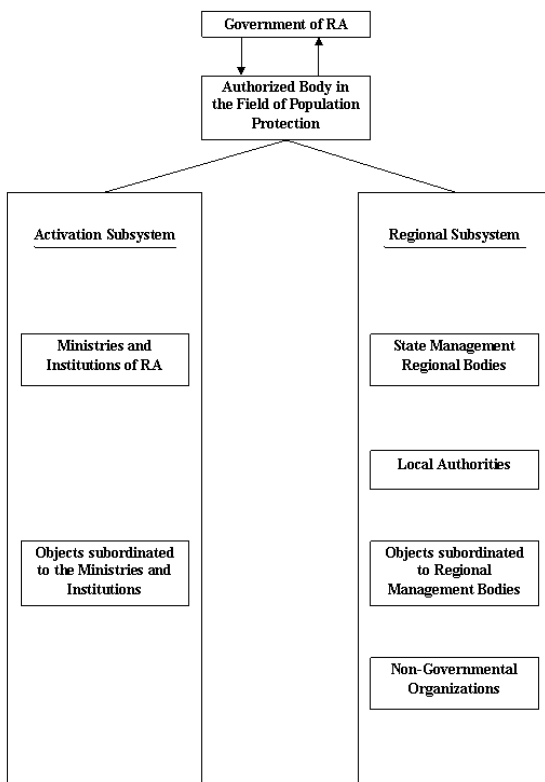 Government of RA
Authorized Body in
the Field of Population
Protection
Activation Subsystem
Ministries and
Institutions of RA
Objects subordinated
to the Ministries and
Institutions
Regional Subsystem
State Management
Regional Bodies
Local Authorities
Objects subordinated
to Regional
Management Bodies
Non-Governmental
Organizations